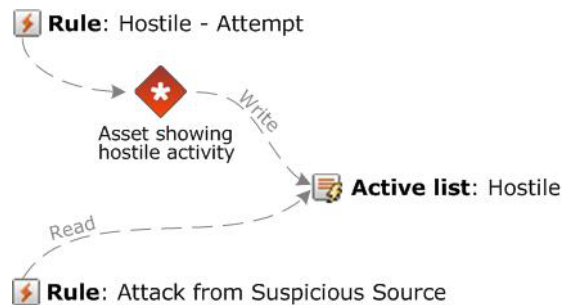 Rule: Hostile - Attempt
Write
Asset showing
hostile activity
Active list: Hostile
Read
Rule: Attack from Suspicious Source